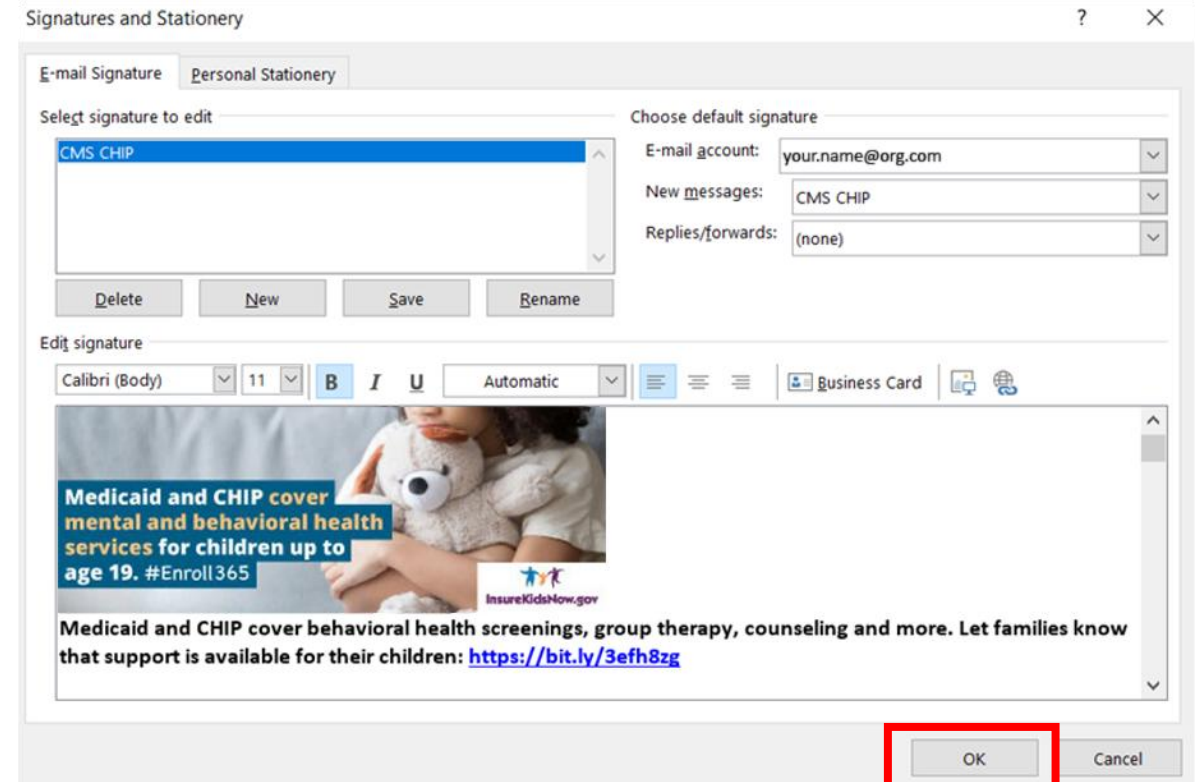 Signatures and Stationery
? ×
E-mail Signature Personal Stationery
Select signature to edit
CMS CHIP
Delete New Save Rename
Choose default signature
E-mail account: your.name@org.com
New messages: CMS CHIP
Replies/forwards: (none)
Edit signature
Calibri (Body) 11 B I U Automatic Business Card
Medicaid and CHIP cover
mental and behavioral health
services for children up to
age 19. #Enroll365
InsureKidsNow.gov
Medicaid and CHIP cover behavioral health screenings, group therapy, counseling and more. Let families know
that support is available for their children: https://bit.ly/3efh8zg
OK Cancel